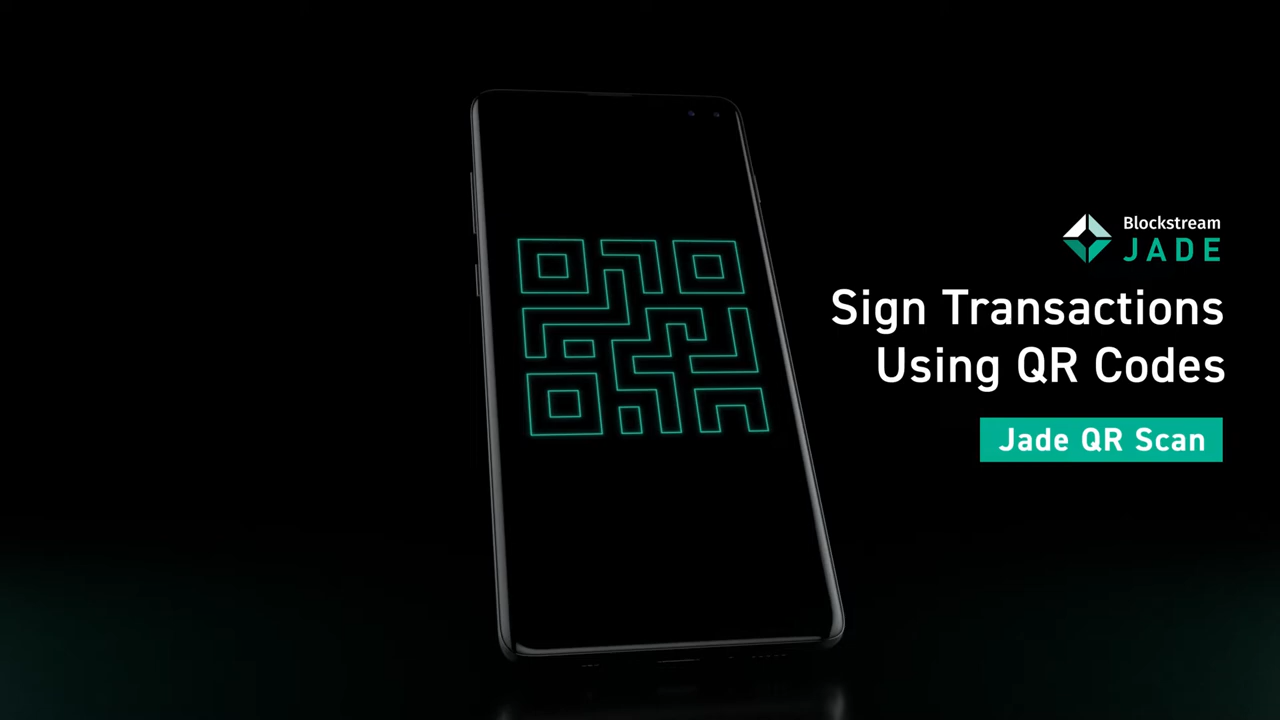 Blockstream
JADE
Sign Transactions
Using QR Codes
Jade QR Scan